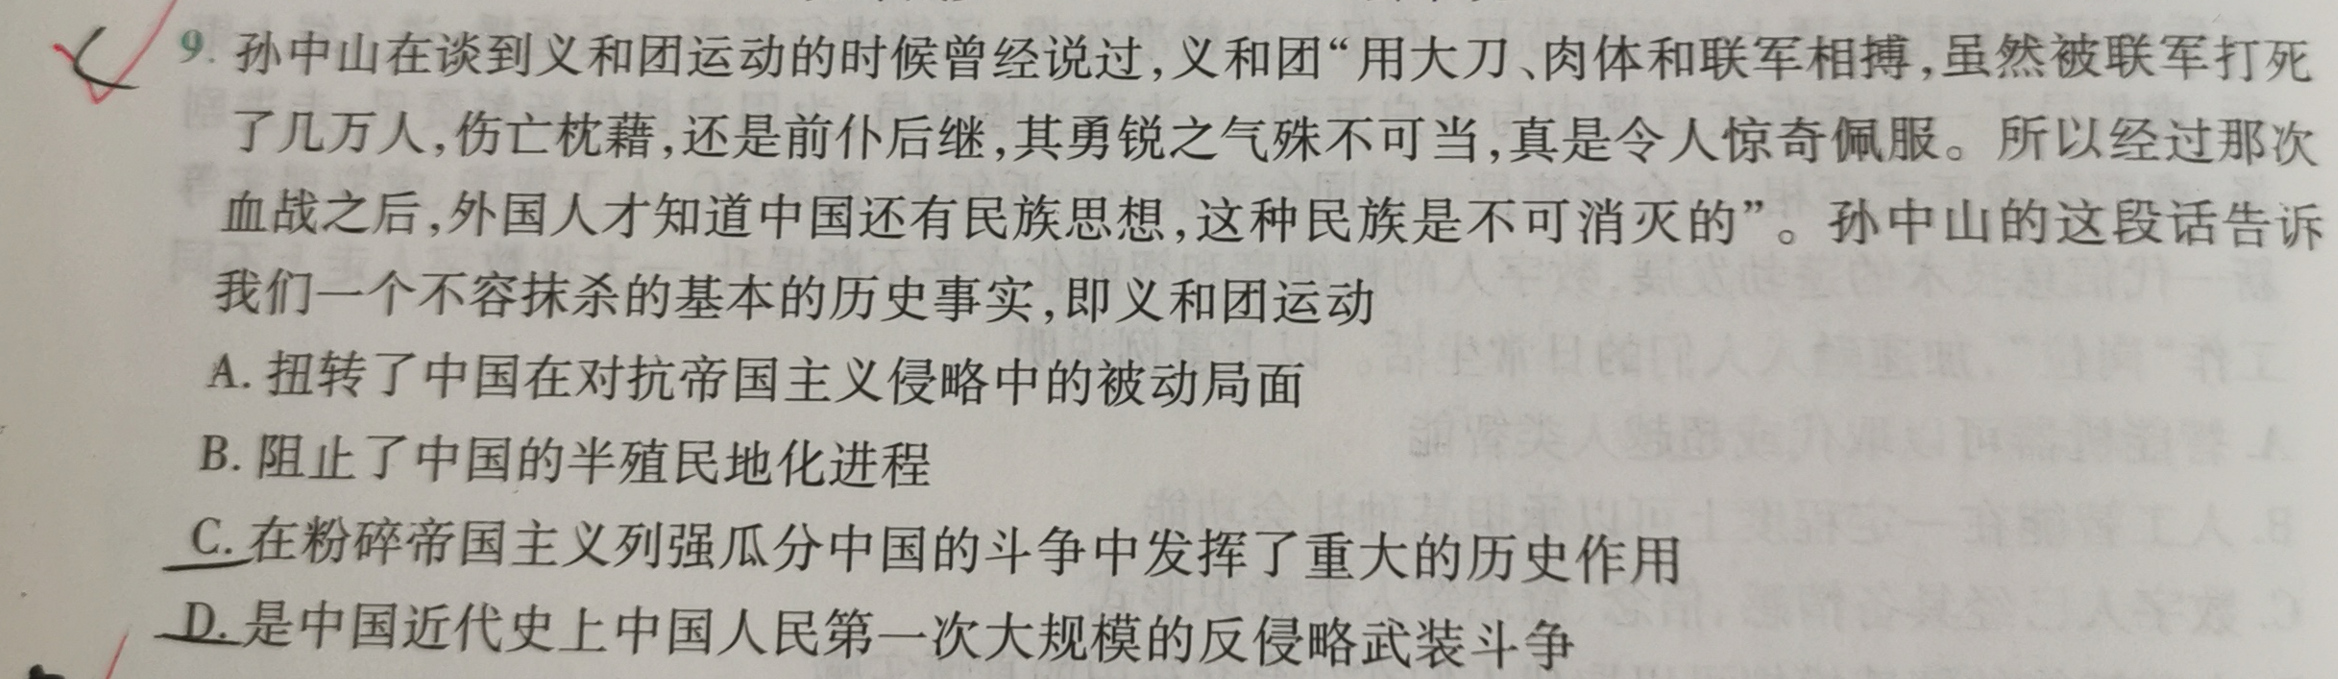 9. 孙中山在谈到义和团运动的时候曾经说过,义和团“用大刀、肉体和联军相搏,虽然被联军打死
了几万人,伤亡枕藉,还是前仆后继,其勇锐之气殊不可当,真是令人惊奇佩服。所以经过那次
血战之后,外国人才知道中国还有民族思想,这种民族是不可消灭的”。孙中山的这段话告诉
我们一个不容抹杀的基本的历史事实,即义和团运动
A. 扭转了中国在对抗帝国主义侵略中的被动局面
B. 阻止了中国的半殖民地化进程
C. 在粉碎帝国主义列强瓜分中国的斗争中发挥了重大的历史作用
D. 是中国近代史上中国人民第一次大规模的反侵略武装斗争